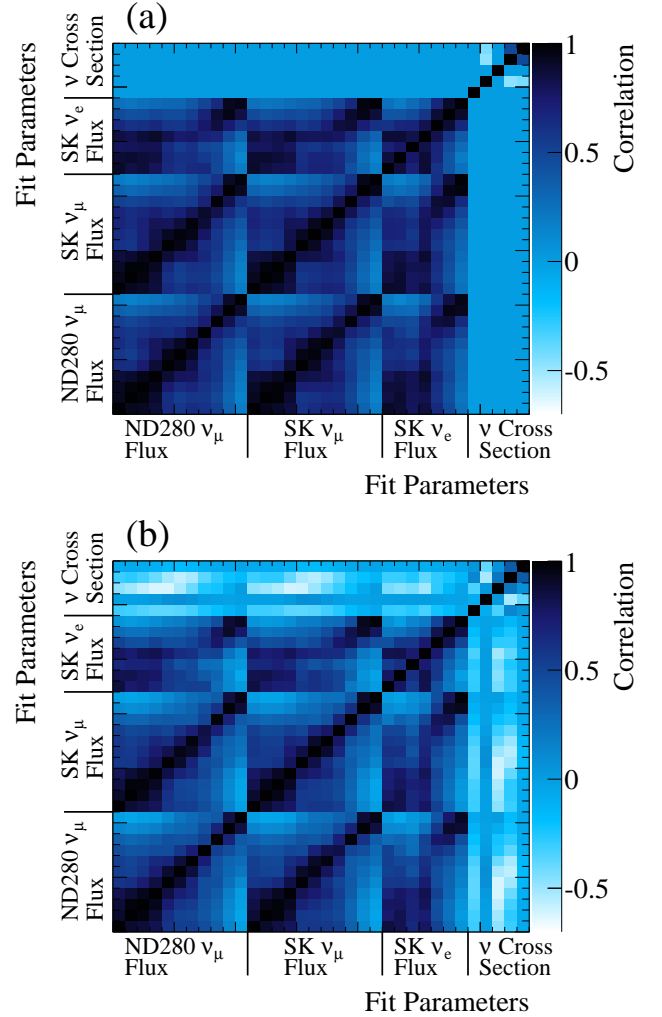 (a)
Fit Parameters
ν Cross
Section
SK νe
Flux
SK νμ
Flux
ND280 νμ
Flux
1
0.5
0
-0.5
Correlation
ND280 νμ
Flux
SK νμ
Flux
SK νe
Flux
ν Cross
Section
Fit Parameters
(b)
Fit Parameters
ν Cross
Section
SK νe
Flux
SK νμ
Flux
ND280 νμ
Flux
1
0.5
0
-0.5
Correlation
ND280 νμ
Flux
SK νμ
Flux
SK νe
Flux
ν Cross
Section
Fit Parameters